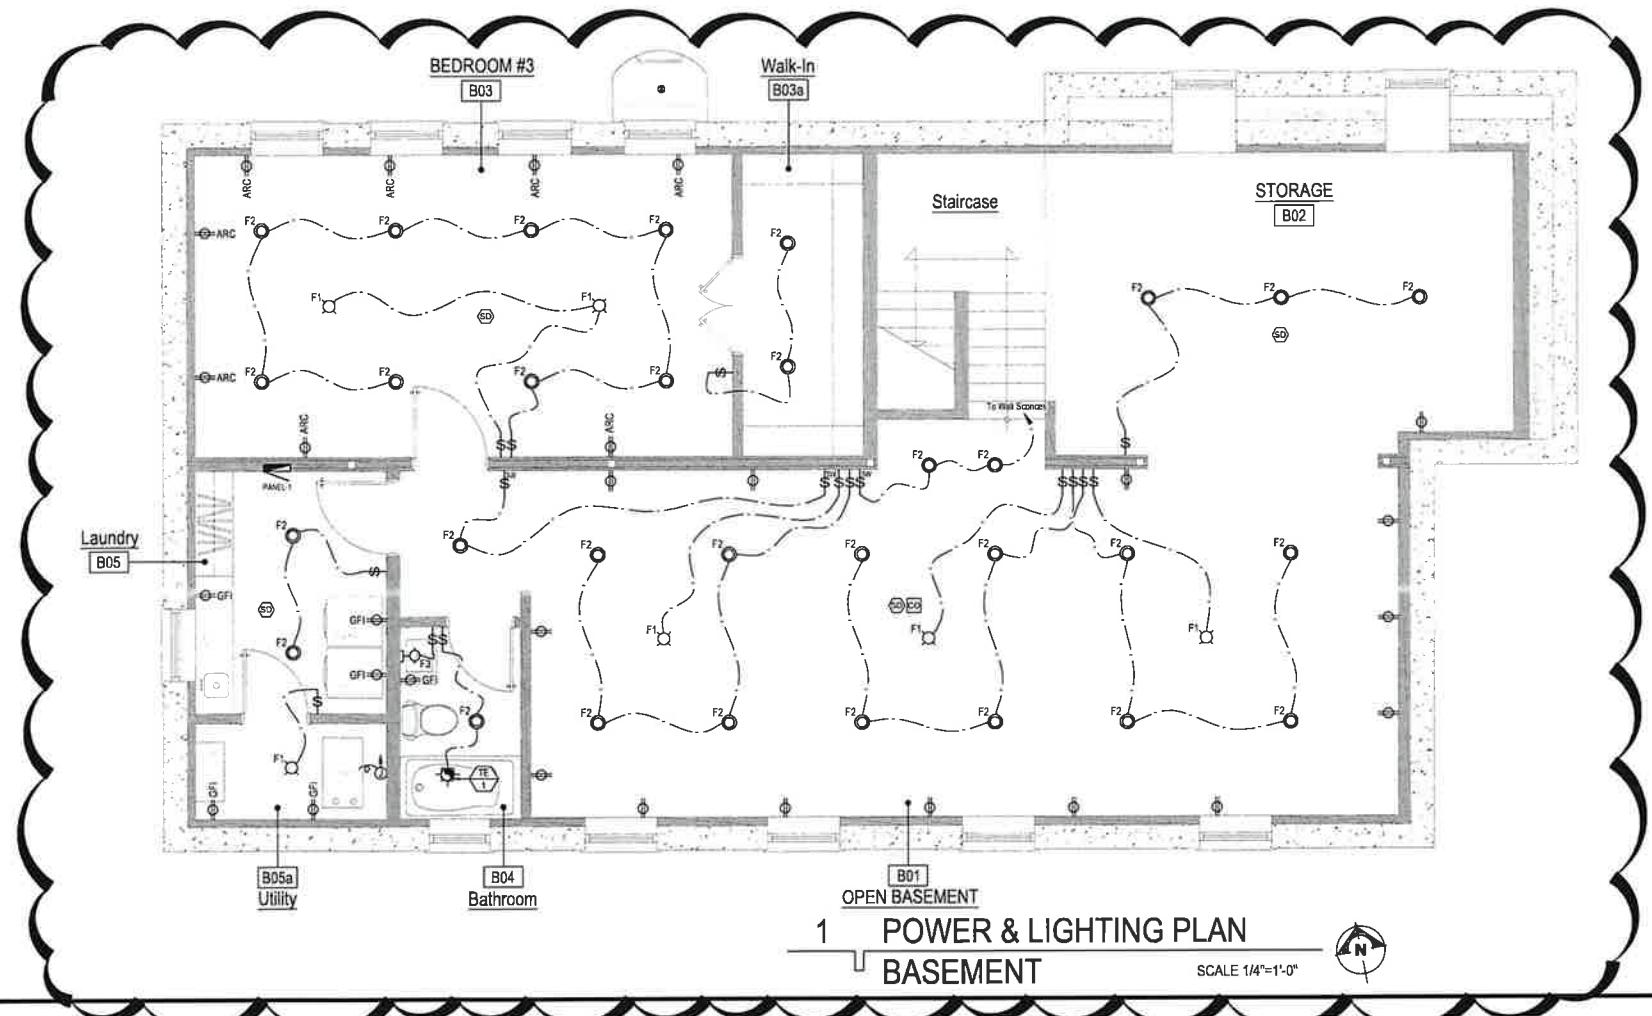 BEDROOM #3
B03
Walk-In
B03a
ARC
ARC
ARC
ARC
Staircase
STORAGE
B02
F2
F2
F2
F2
ARC
F2
F2
F2
F2
F1
F1
SD
SD
F2
F2
F2
F2
F2
ARC
S
To Wall Sconces
ARC
ARC
S S
S
PANEL-1
F2
F2
S
S S S S
S S S S
Laundry
B05
F2
F2
F2
F2
F2
F2
F2
F2
S
GFI
SD
SD
CO
GFI
S S
F1
F1
F1
F2
F3
GFI
GFI
S
F2
F2
F2
F2
F2
F2
F2
F1
TE
1
GFI
GFI
B05a
Utility
B04
Bathroom
B01
OPEN BASEMENT
1 POWER & LIGHTING PLAN
BASEMENT
SCALE 1/4"=1'-0"
N